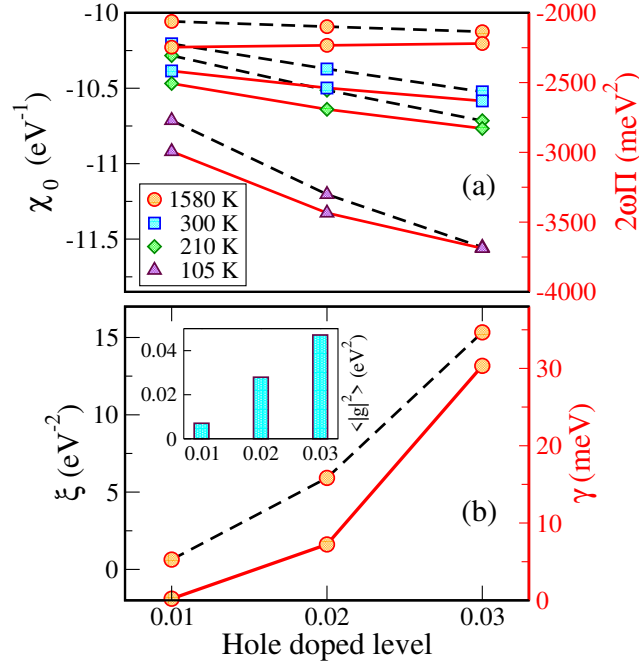 -10
-10.5
-11
-11.5
χ₀ (eV⁻¹)
-2000
-2500
-3000
-3500
-4000
2ωΠ (meV²)
(a)
1580 K
300 K
210 K
105 K
15
10
5
0
ξ (eV⁻²)
0.04
0.02
0
0.01 0.02 0.03
<|g|²> (eV²)
30
20
10
0
γ (meV)
(b)
0.01 0.02 0.03
Hole doped level